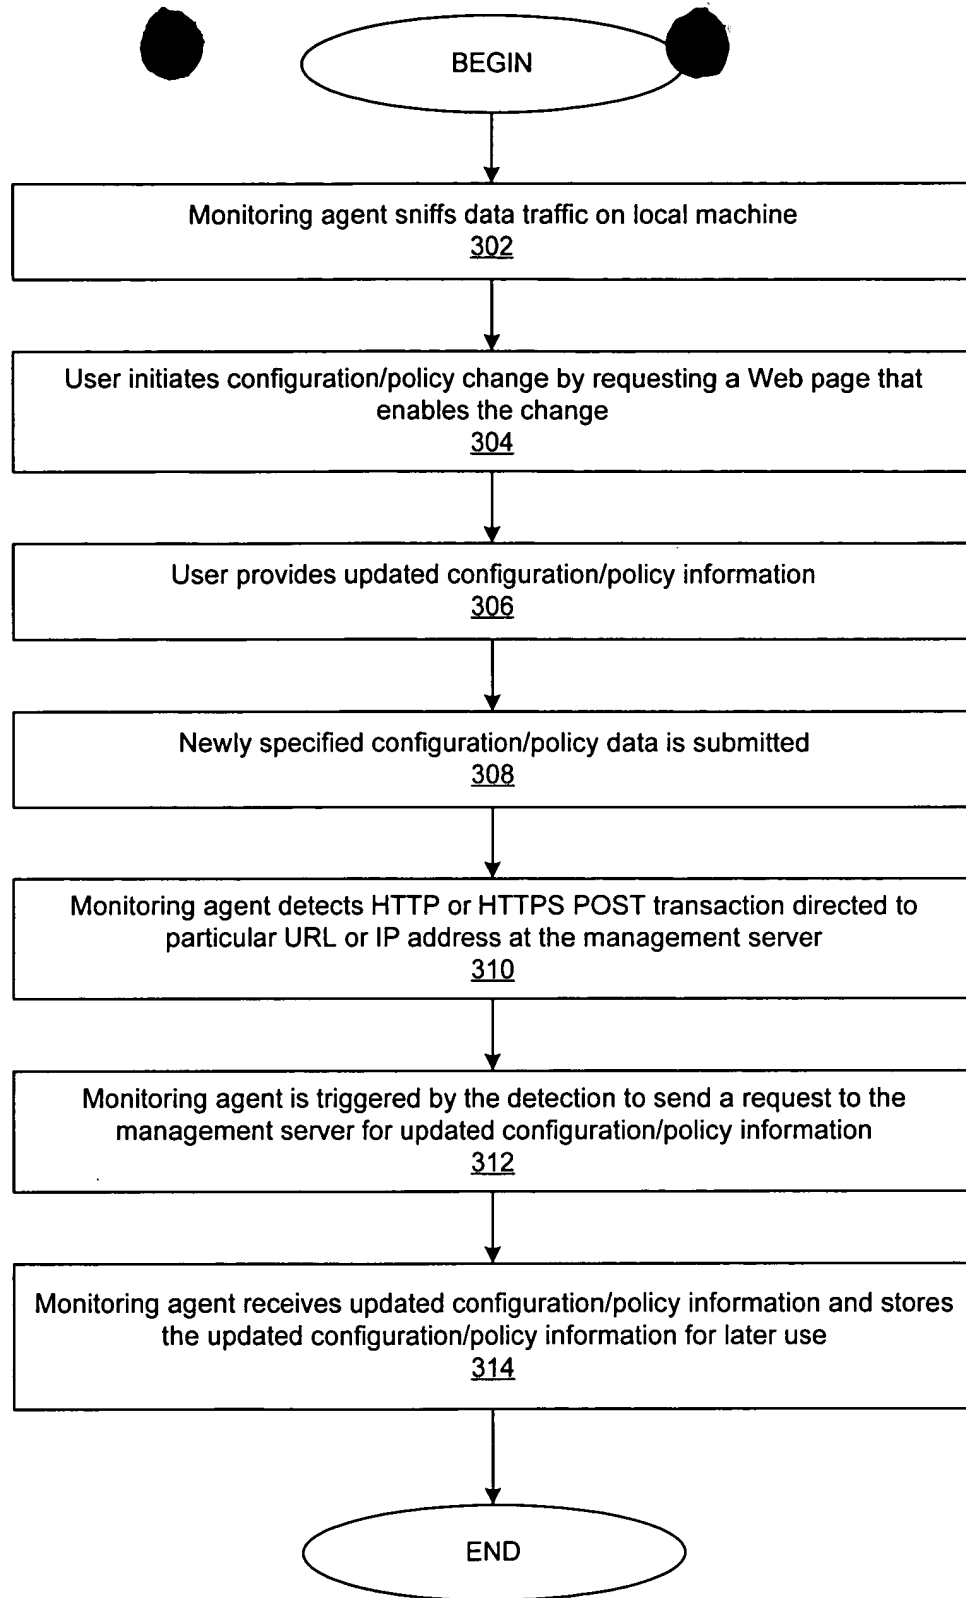 BEGIN
Monitoring agent sniffs data traffic on local machine
302
User initiates configuration/policy change by requesting a Web page that
enables the change
304
User provides updated configuration/policy information
306
Newly specified configuration/policy data is submitted
308
Monitoring agent detects HTTP or HTTPS POST transaction directed to
particular URL or IP address at the management server
310
Monitoring agent is triggered by the detection to send a request to the
management server for updated configuration/policy information
312
Monitoring agent receives updated configuration/policy information and stores
the updated configuration/policy information for later use
314
END